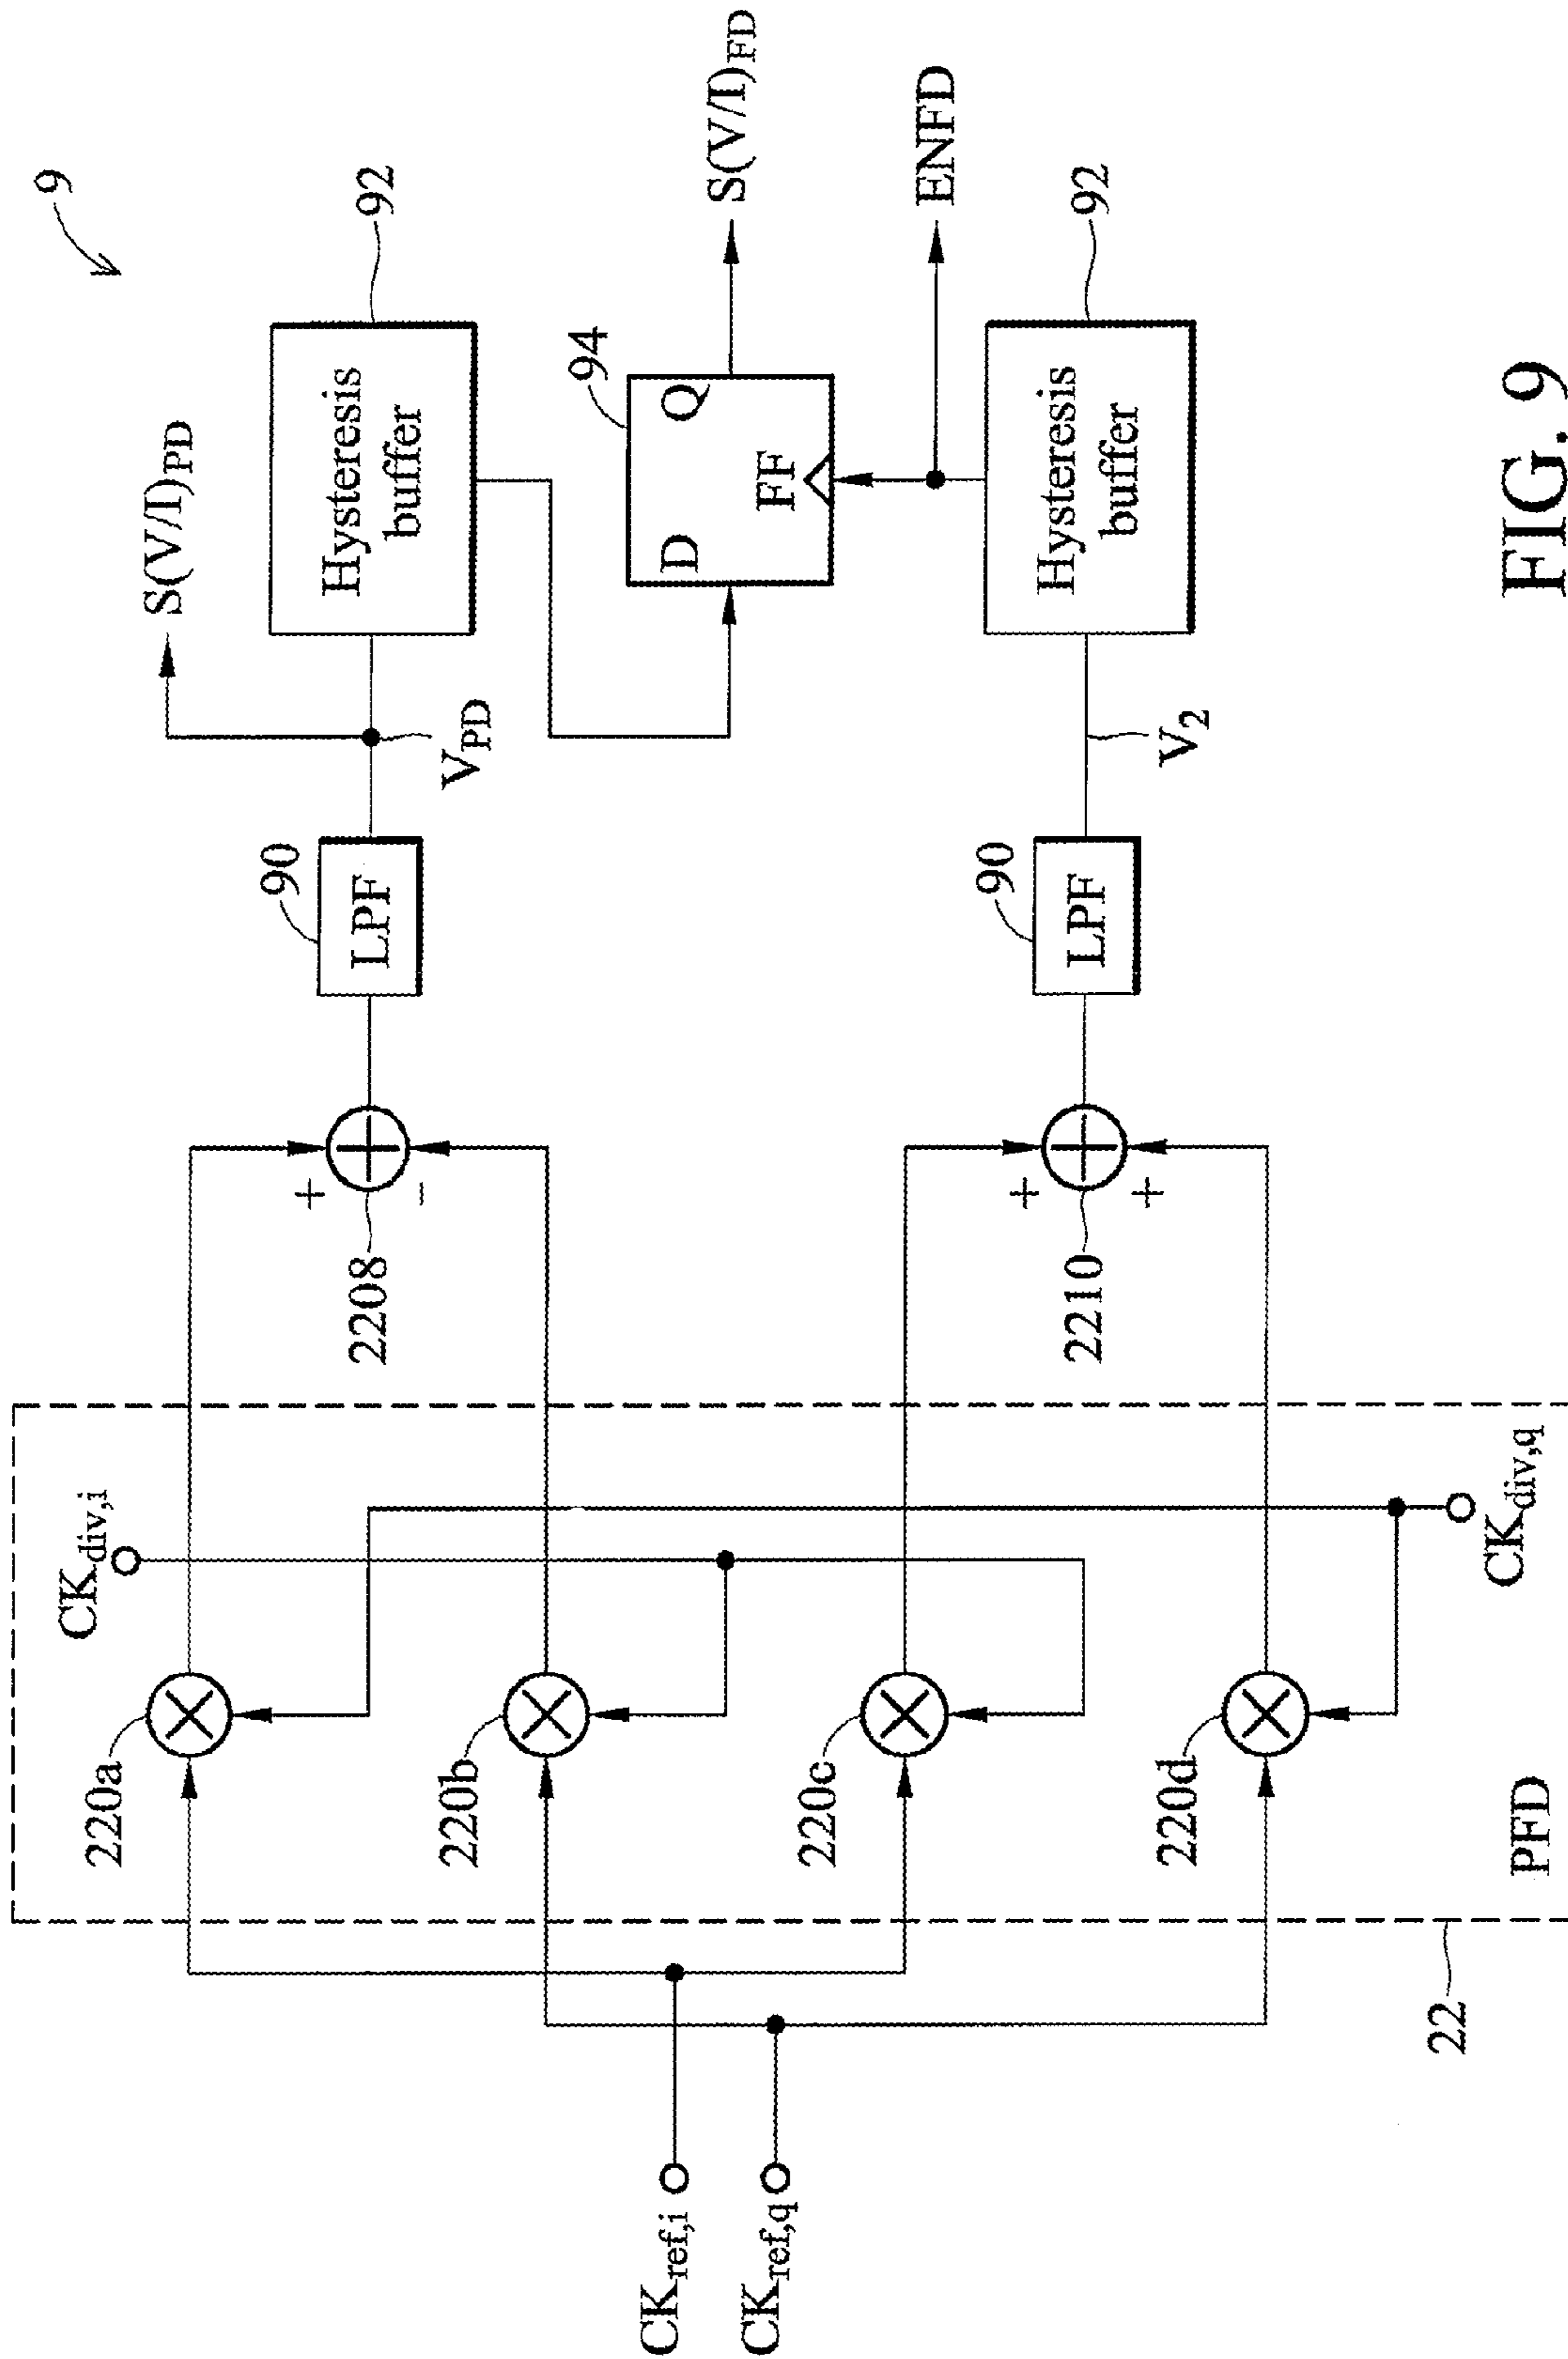 9
S(V/I)PD
92
Hysteresis
buffer
90
LPF
VPD
94
D Q
FF
S(V/I)FD
ENFD
92
Hysteresis
buffer
90
LPF
V2
+
-
2208
+
+
2210
CKdiv,i
220a
220b
220c
220d
CKdiv,q
PFD
22
CKref,i
CKref,q
FIG. 9